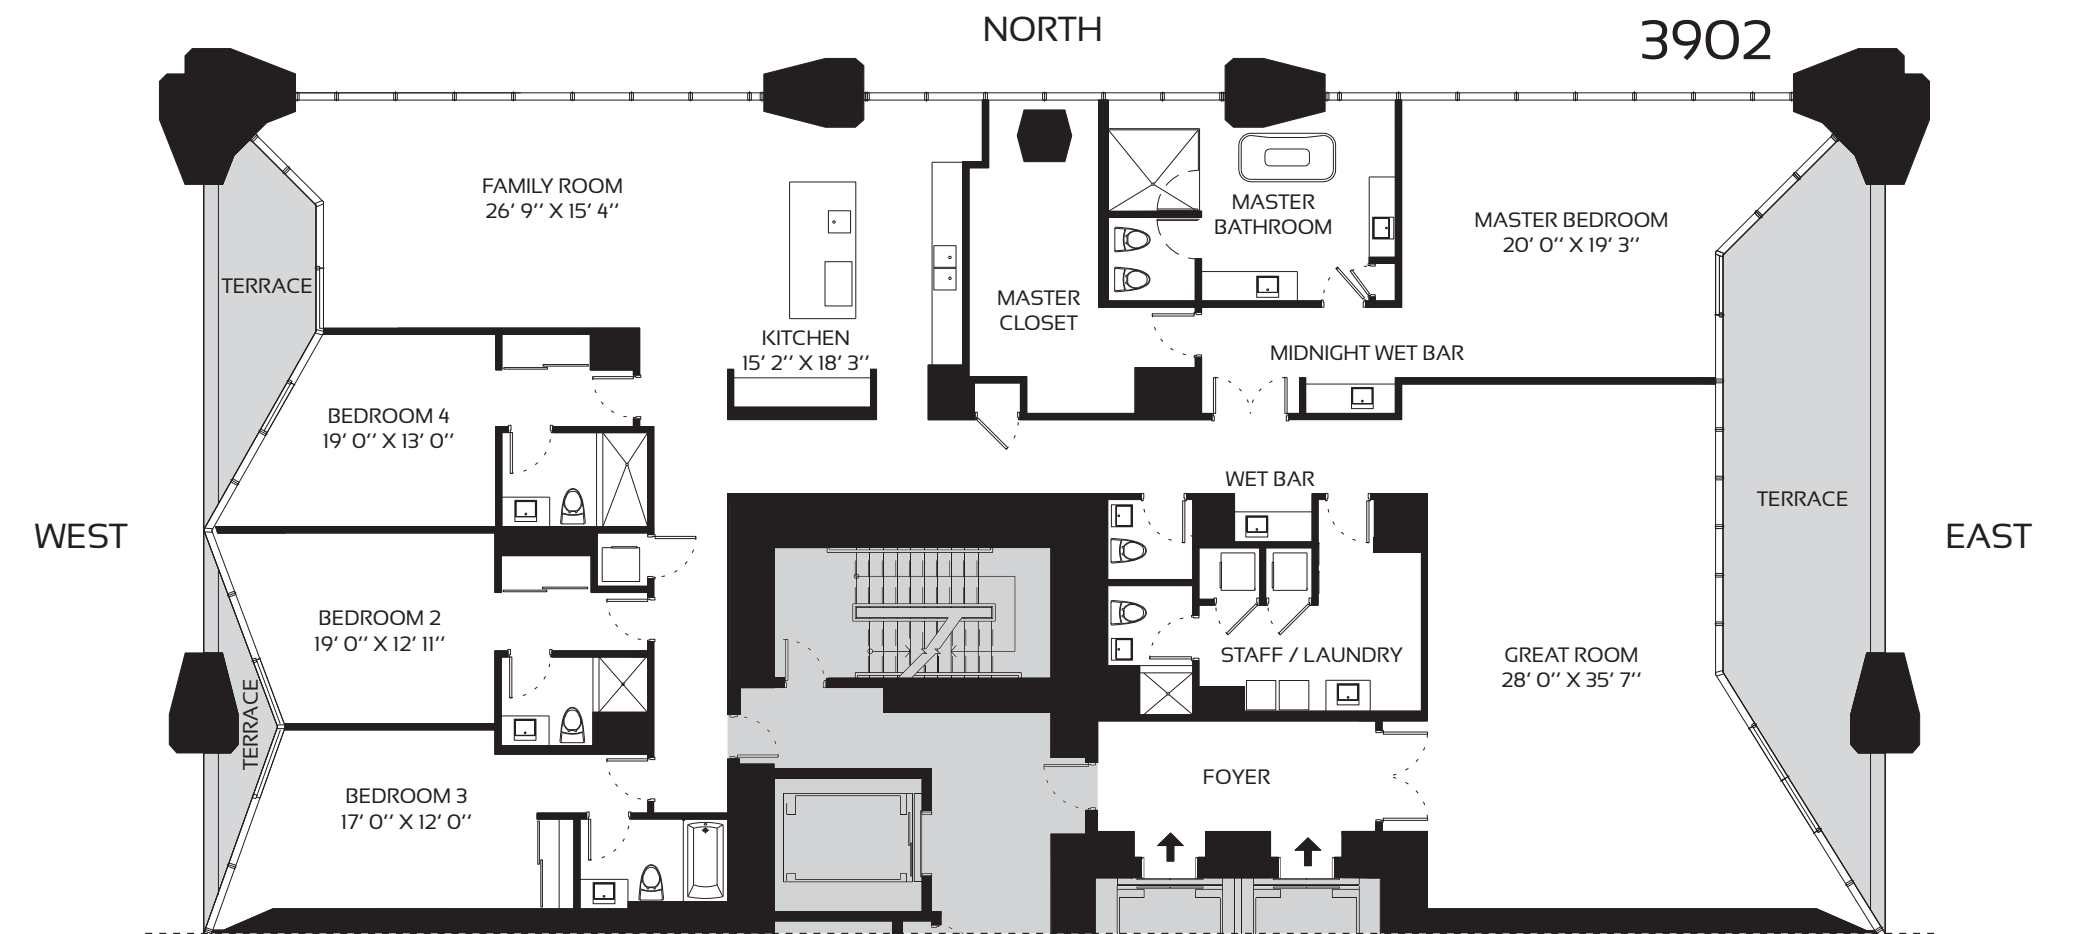 NORTH
3902
FAMILY ROOM
26' 9'' X 15' 4''
MASTER
BATHROOM
MASTER BEDROOM
20' 0'' X 19' 3''
TERRACE
MASTER
CLOSET
KITCHEN
15' 2'' X 18' 3''
MIDNIGHT WET BAR
BEDROOM 4
19' 0'' X 13' 0''
WET BAR
TERRACE
WEST
EAST
BEDROOM 2
19' 0'' X 12' 11''
STAFF / LAUNDRY
GREAT ROOM
28' 0'' X 35' 7''
TERRACE
FOYER
BEDROOM 3
17' 0'' X 12' 0''